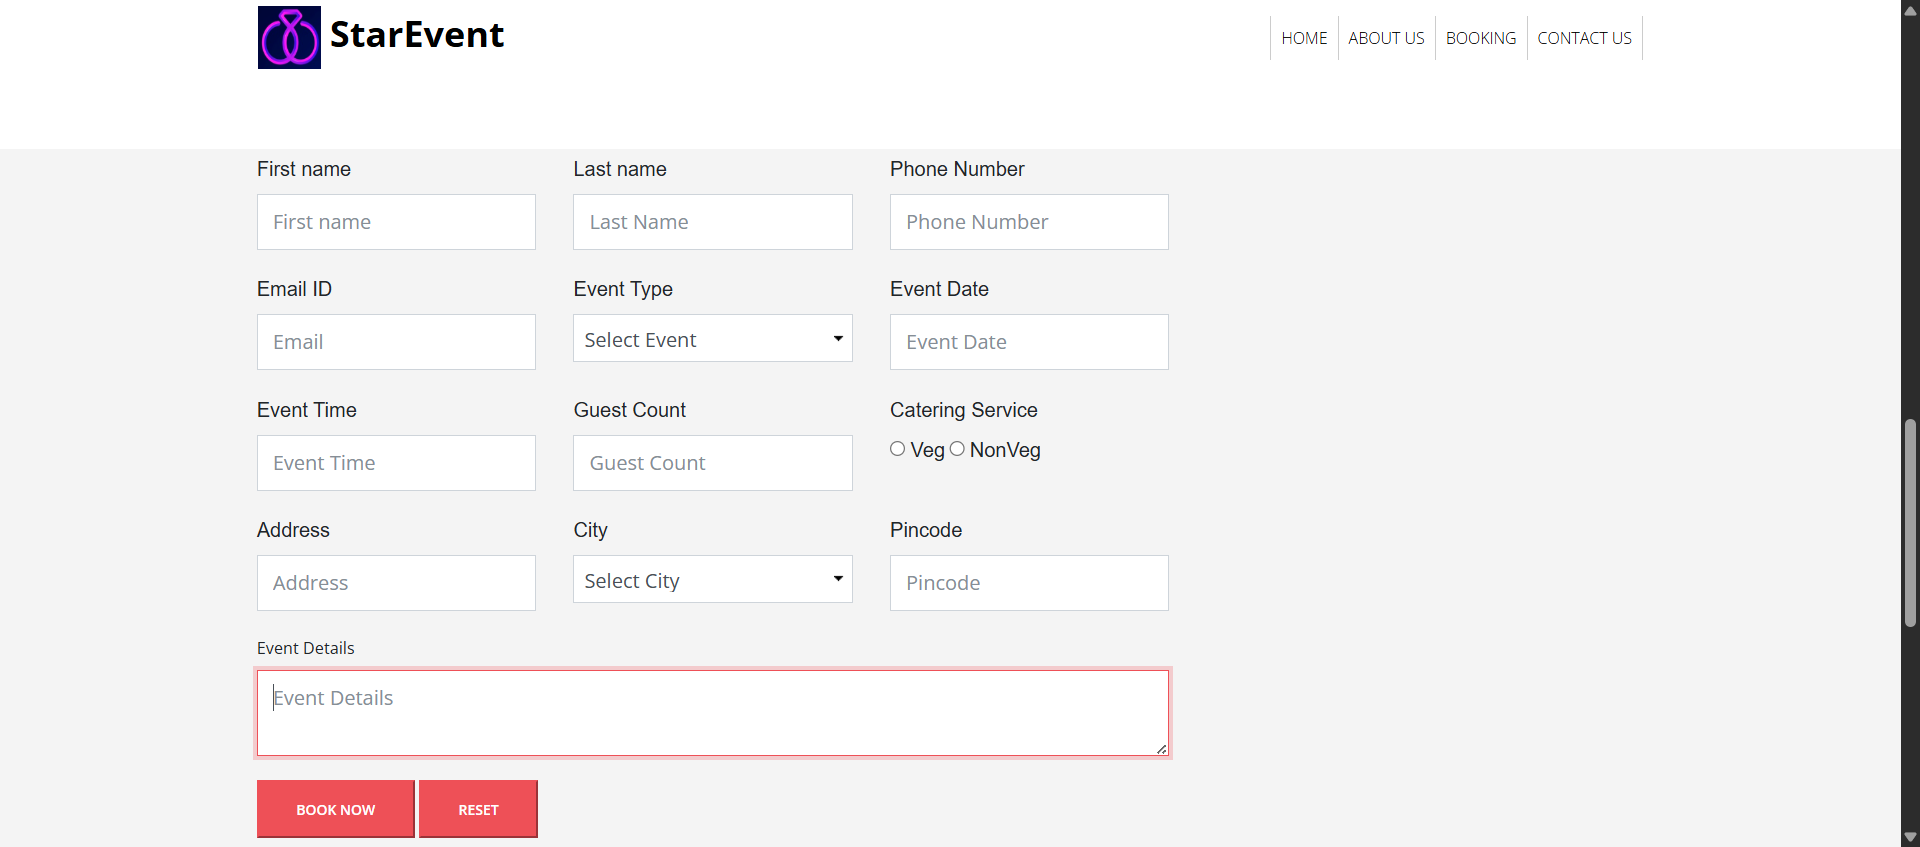 StarEvent
HOME ABOUT US BOOKING CONTACT US
First name Last name Phone Number
First name Last Name Phone Number
Email ID Event Type Event Date
Email Select Event Event Date
Event Time Guest Count Catering Service
Event Time Guest Count Veg NonVeg
Address City Pincode
Address Select City Pincode
Event Details
Event Details
BOOK NOW RESET